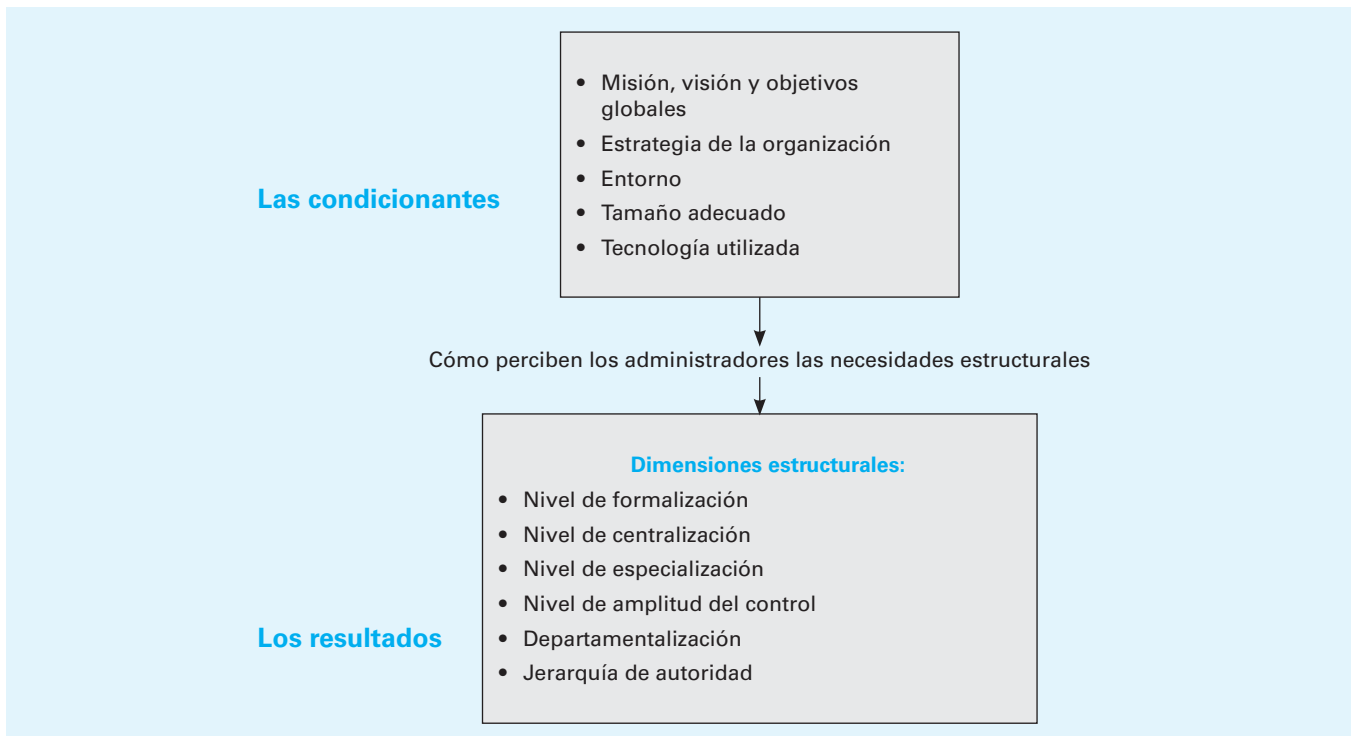 • Misión, visión y objetivos
globales
• Estrategia de la organización
• Entorno
• Tamaño adecuado
• Tecnología utilizada
Las condicionantes
Cómo perciben los administradores las necesidades estructurales
Dimensiones estructurales:
• Nivel de formalización
• Nivel de centralización
• Nivel de especialización
• Nivel de amplitud del control
• Departamentalización
• Jerarquía de autoridad
Los resultados